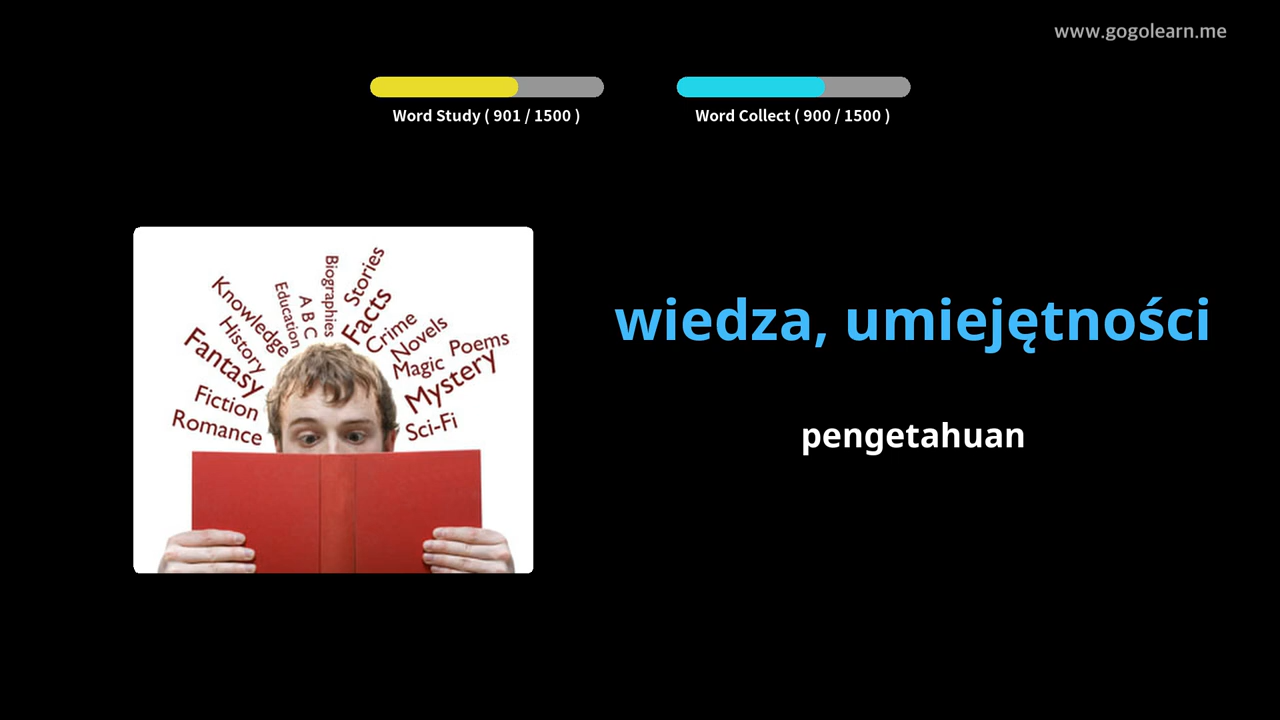 www.gogolearn.me
Word Study ( 901 / 1500 )
Word Collect ( 900 / 1500 )
Knowledge
History
Fantasy
Fiction
Romance
Education
A B C
Biographies
Stories
Facts
Crime
Novels
Magic
Poems
Mystery
Sci-Fi
wiedza, umiejętności
pengetahuan